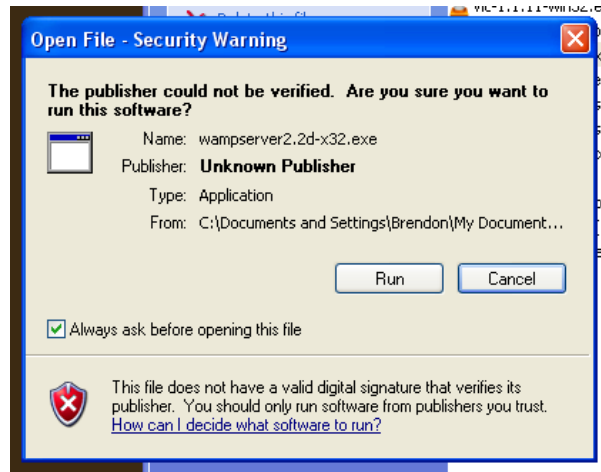 Open File - Security Warning
The publisher could not be verified. Are you sure you want to
run this software?
Name: wampserver2.2d-x32.exe
Publisher: Unknown Publisher
Type: Application
From: C:\Documents and Settings\Brendon\My Document...
Run Cancel
Always ask before opening this file
This file does not have a valid digital signature that verifies its
publisher. You should only run software from publishers you trust.
How can I decide what software to run?